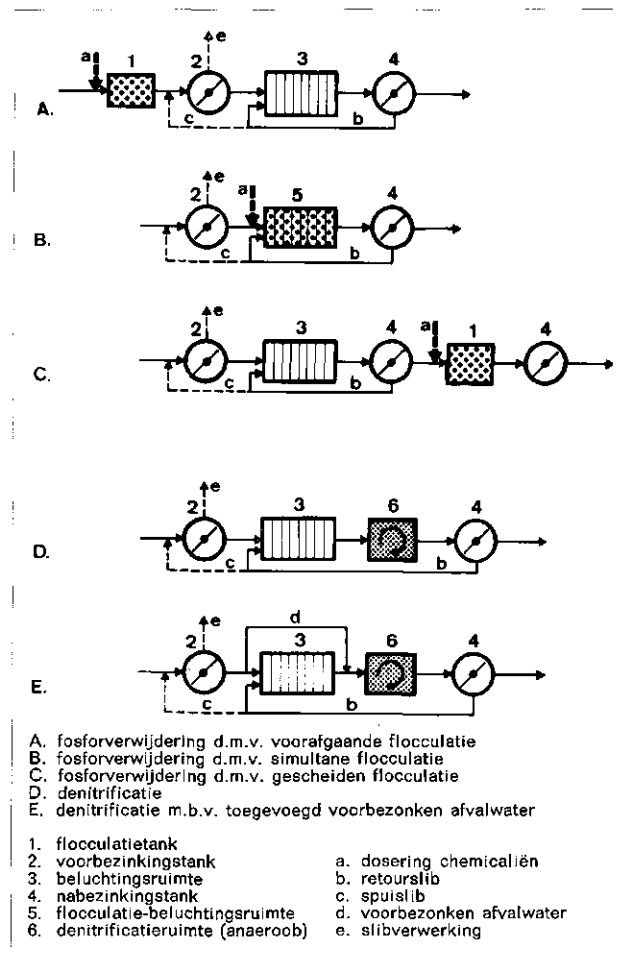 e
a 1 2 3 4
A. c b
e
2 a 5 4
B. c b
e
2 3 4 a 1 4
C. c b
e
2 3 6 4
D. c b
e d
2 3 6 4
E. c b
A. fosforverwijdering d.m.v. voorafgaande flocculatie
B. fosforverwijdering d.m.v. simultane flocculatie
C. fosforverwijdering d.m.v. gescheiden flocculatie
D. denitrificatie
E. denitrificatie m.b.v. toegevoegd voorbezonken afvalwater
1. flocculatietank
2. voorbezinkingstank
3. beluchtingsruimte
4. nabezinkingstank
5. flocculatie-beluchtingsruimte
6. denitrificatieruimte (anaeroob)
a. dosering chemicaliën
b. retourslib
c. spuislib
d. voorbezonken afvalwater
e. slibverwerking